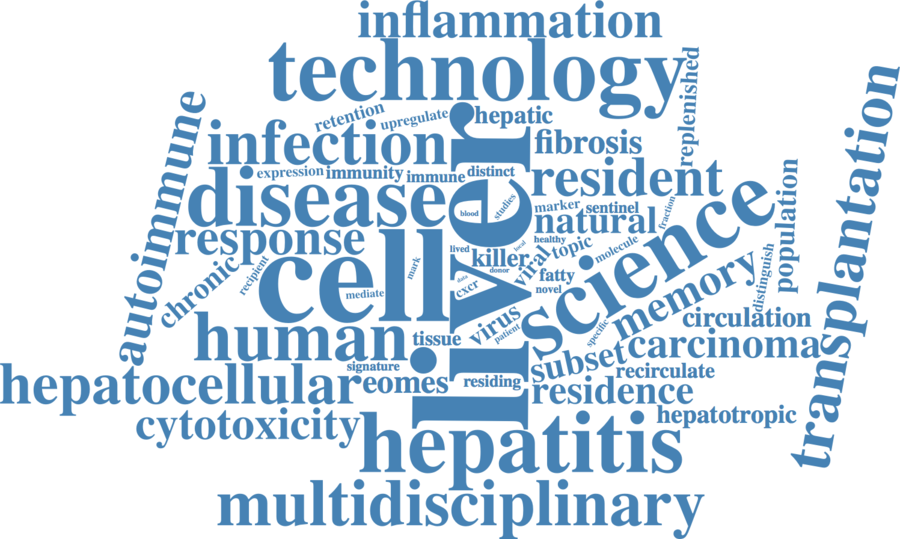 inflammation
technology
replenished
retention
upregulate
hepatic
autoimmune
infection
fibrosis
transplantation
expression
immunity
immune
distinct
resident
disease
blood
studies
marker
sentinel
fraction
population
response
natural
science
cell
liver
lived
killer
healthy
local
topic
molecule
chronic
recipient
mark
donor
viral
fatty
memory
distinguish
mediate
cxcr
data
novel
human
tissue
virus
patient
specific
circulation
carcinoma
signature
subset
recirculate
hepatocellular
eomes
residing
residence
cytotoxicity
hepatitis
hepatotropic
multidisciplinary